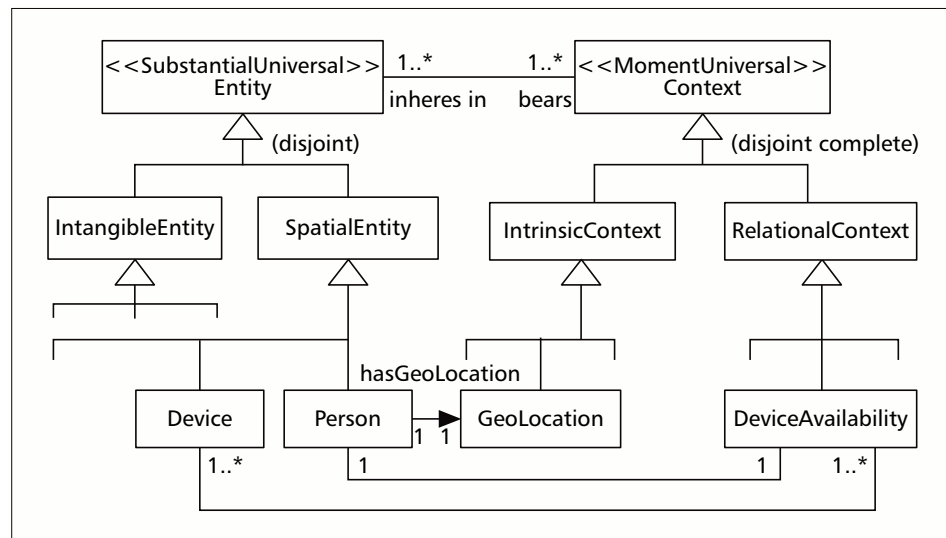 <<SubstantialUniversal>>
Entity
1..*
1..*
inheres in
bears
<<MomentUniversal>>
Context
(disjoint)
(disjoint complete)
IntangibleEntity
SpatialEntity
IntrinsicContext
RelationalContext
hasGeoLocation
Device
Person
1
1
GeoLocation
DeviceAvailability
1..*
1
1
1..*